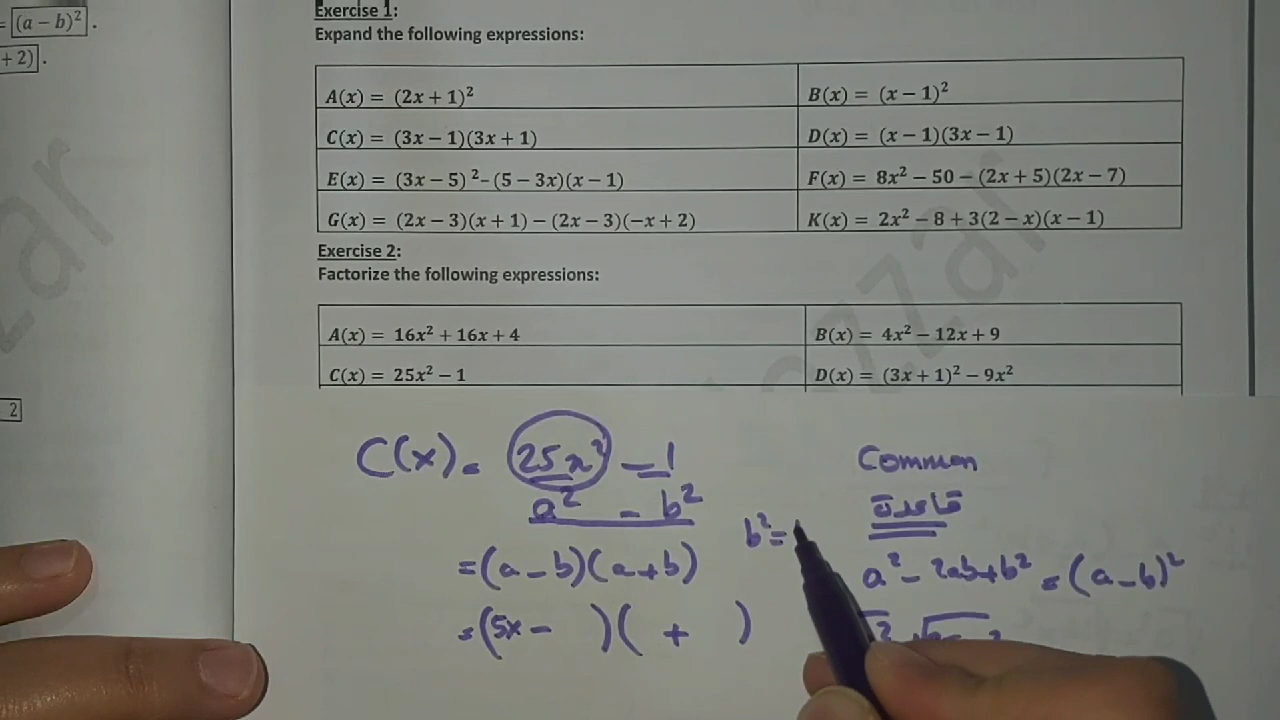 = (a − b)² .
+ 2) .
2
Exercise 1:
Expand the following expressions:
A(x) = (2x + 1)²
B(x) = (x − 1)²
C(x) = (3x − 1)(3x + 1)
D(x) = (x − 1)(3x − 1)
E(x) = (3x − 5) ²-(5 − 3x)(x − 1)
F(x) = 8x² − 50 − (2x + 5)(2x − 7)
G(x) = (2x − 3)(x + 1) − (2x − 3)(−x + 2)
K(x) = 2x² − 8 + 3(2 − x)(x − 1)
Exercise 2:
Factorize the following expressions:
A(x) = 16x² + 16x + 4
B(x) = 4x² − 12x + 9
C(x) = 25x² − 1
D(x) = (3x + 1)² − 9x²
C(x) = 25x² − 1
a² − b²
= (a − b)(a + b)
= (5x − )( + )
b² =
Common
قاعدة
a² − 2ab + b² = (a − b)²